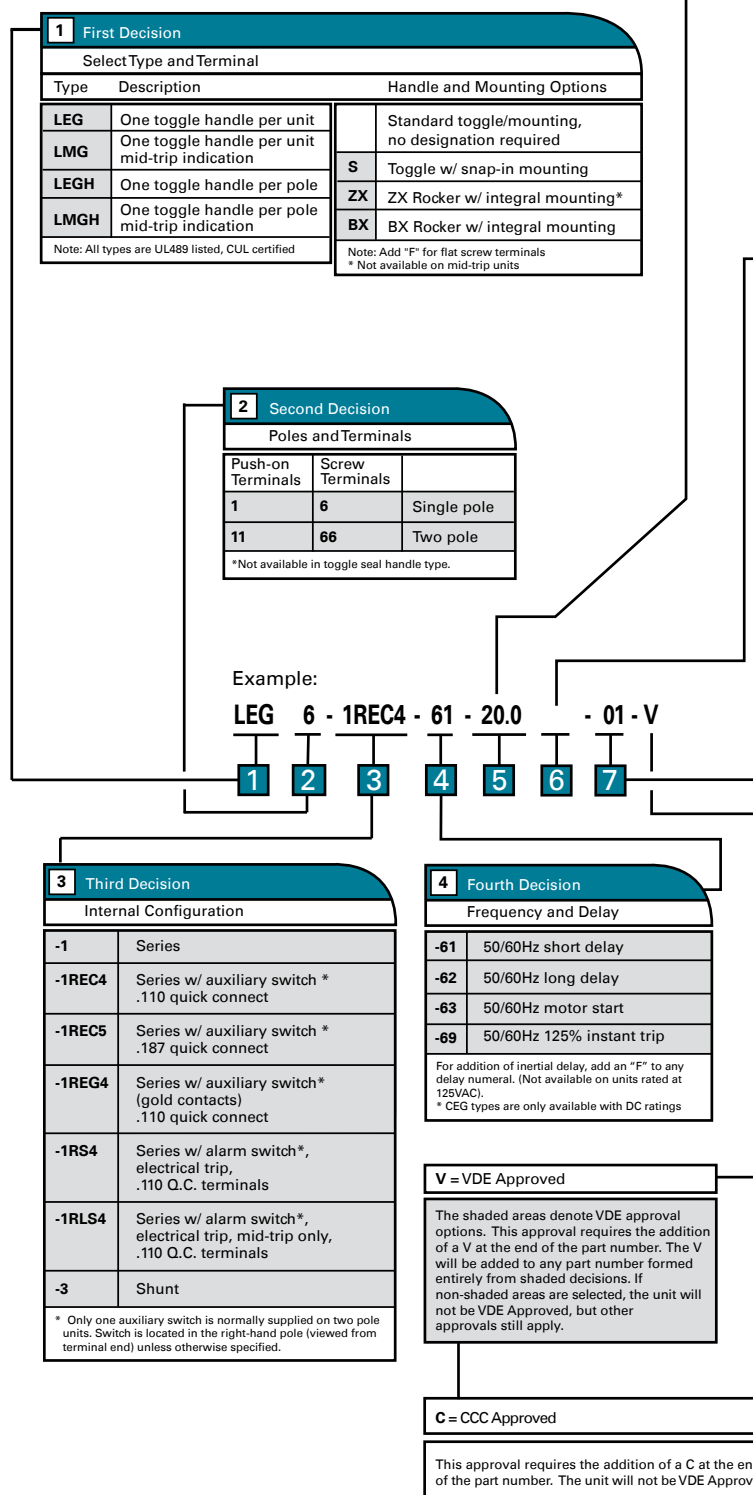 1 First Decision
Select Type and Terminal
Type Description Handle and Mounting Options
LEG One toggle handle per unit
LMG One toggle handle per unit
mid-trip indication
LEGH One toggle handle per pole
LMGH One toggle handle per pole
mid-trip indication
Note: All types are UL489 listed, CUL certified
Standard toggle/mounting,
no designation required
S Toggle w/ snap-in mounting
ZX ZX Rocker w/ integral mounting*
BX BX Rocker w/ integral mounting
Note: Add "F" for flat screw terminals
* Not available on mid-trip units
2 Second Decision
Poles and Terminals
Push-on Screw
Terminals Terminals
1 6 Single pole
11 66 Two pole
*Not available in toggle seal handle type.
Example:
LEG 6 - 1REC4 - 61 - 20.0 - 01 - V
1 2 3 4 5 6 7
3 Third Decision
Internal Configuration
-1 Series
-1REC4 Series w/ auxiliary switch *
.110 quick connect
-1REC5 Series w/ auxiliary switch *
.187 quick connect
-1REG4 Series w/ auxiliary switch*
(gold contacts)
.110 quick connect
-1RS4 Series w/ alarm switch*,
electrical trip,
.110 Q.C. terminals
-1RLS4 Series w/ alarm switch*,
electrical trip, mid-trip only,
.110 Q.C. terminals
-3 Shunt
* Only one auxiliary switch is normally supplied on two pole
units. Switch is located in the right-hand pole (viewed from
terminal end) unless otherwise specified.
4 Fourth Decision
Frequency and Delay
-61 50/60Hz short delay
-62 50/60Hz long delay
-63 50/60Hz motor start
-69 50/60Hz 125% instant trip
For addition of inertial delay, add an “F” to any
delay numeral. (Not available on units rated at
125VAC).
* CEG types are only available with DC ratings
V = VDE Approved
The shaded areas denote VDE approval
options. This approval requires the addition
of a V at the end of the part number. The V
will be added to any part number formed
entirely from shaded decisions. If
non-shaded areas are selected, the unit will
not be VDE Approved, but other
approvals still apply.
C = CCC Approved
This approval requires the addition of a C at the en
of the part number. The unit will not be VDE Approv